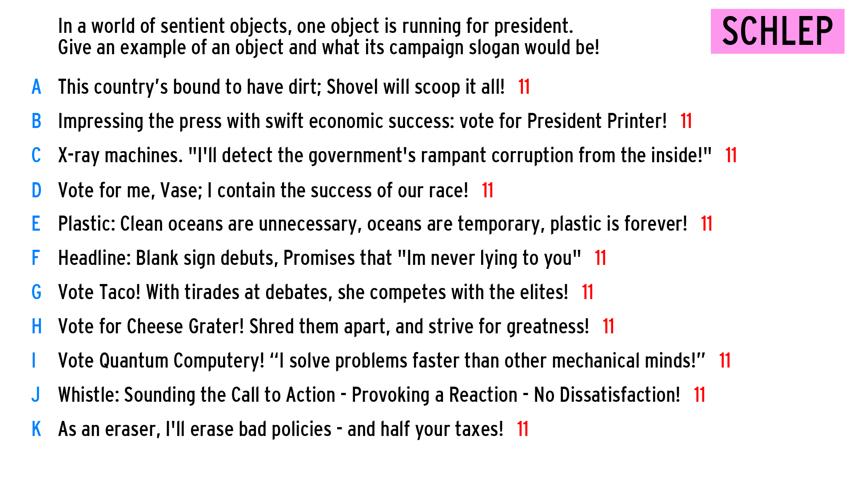 In a world of sentient objects, one object is running for president.
Give an example of an object and what its campaign slogan would be!
SCHLEP
A This country's bound to have dirt; Shovel will scoop it all! 11
B Impressing the press with swift economic success: vote for President Printer! 11
C X-ray machines. "I'll detect the government's rampant corruption from the inside!" 11
D Vote for me, Vase; I contain the success of our race! 11
E Plastic: Clean oceans are unnecessary, oceans are temporary, plastic is forever! 11
F Headline: Blank sign debuts, Promises that "Im never lying to you" 11
G Vote Taco! With tirades at debates, she competes with the elites! 11
H Vote for Cheese Grater! Shred them apart, and strive for greatness! 11
I Vote Quantum Computery! “I solve problems faster than other mechanical minds!” 11
J Whistle: Sounding the Call to Action - Provoking a Reaction - No Dissatisfaction! 11
K As an eraser, I'll erase bad policies - and half your taxes! 11